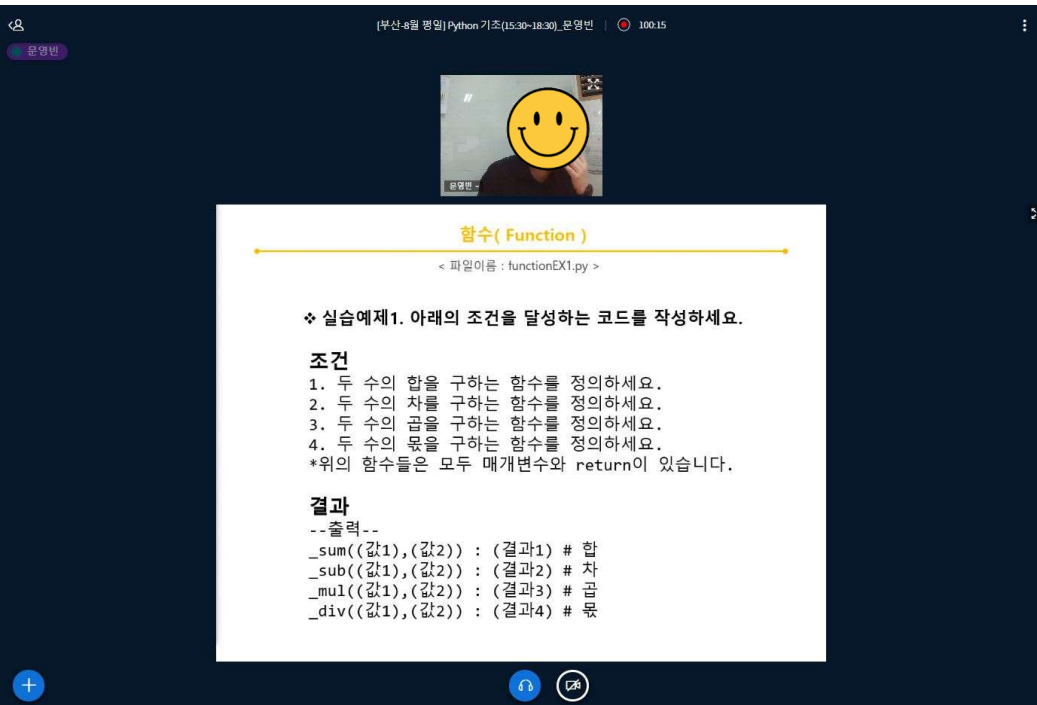 [부산-8월 평일] Python 기초(15:30~18:30)_문영빈 | 100:15
문영빈
문영빈 -
함수( Function )
< 파일이름 : functionEX1.py >
❖ 실습예제1. 아래의 조건을 달성하는 코드를 작성하세요.
조건
1. 두 수의 합을 구하는 함수를 정의하세요.
2. 두 수의 차를 구하는 함수를 정의하세요.
3. 두 수의 곱을 구하는 함수를 정의하세요.
4. 두 수의 몫을 구하는 함수를 정의하세요.
*위의 함수들은 모두 매개변수와 return이 있습니다.
결과
--출력--
_sum((값1),(값2)) : (결과1) # 합
_sub((값1),(값2)) : (결과2) # 차
_mul((값1),(값2)) : (결과3) # 곱
_div((값1),(값2)) : (결과4) # 몫